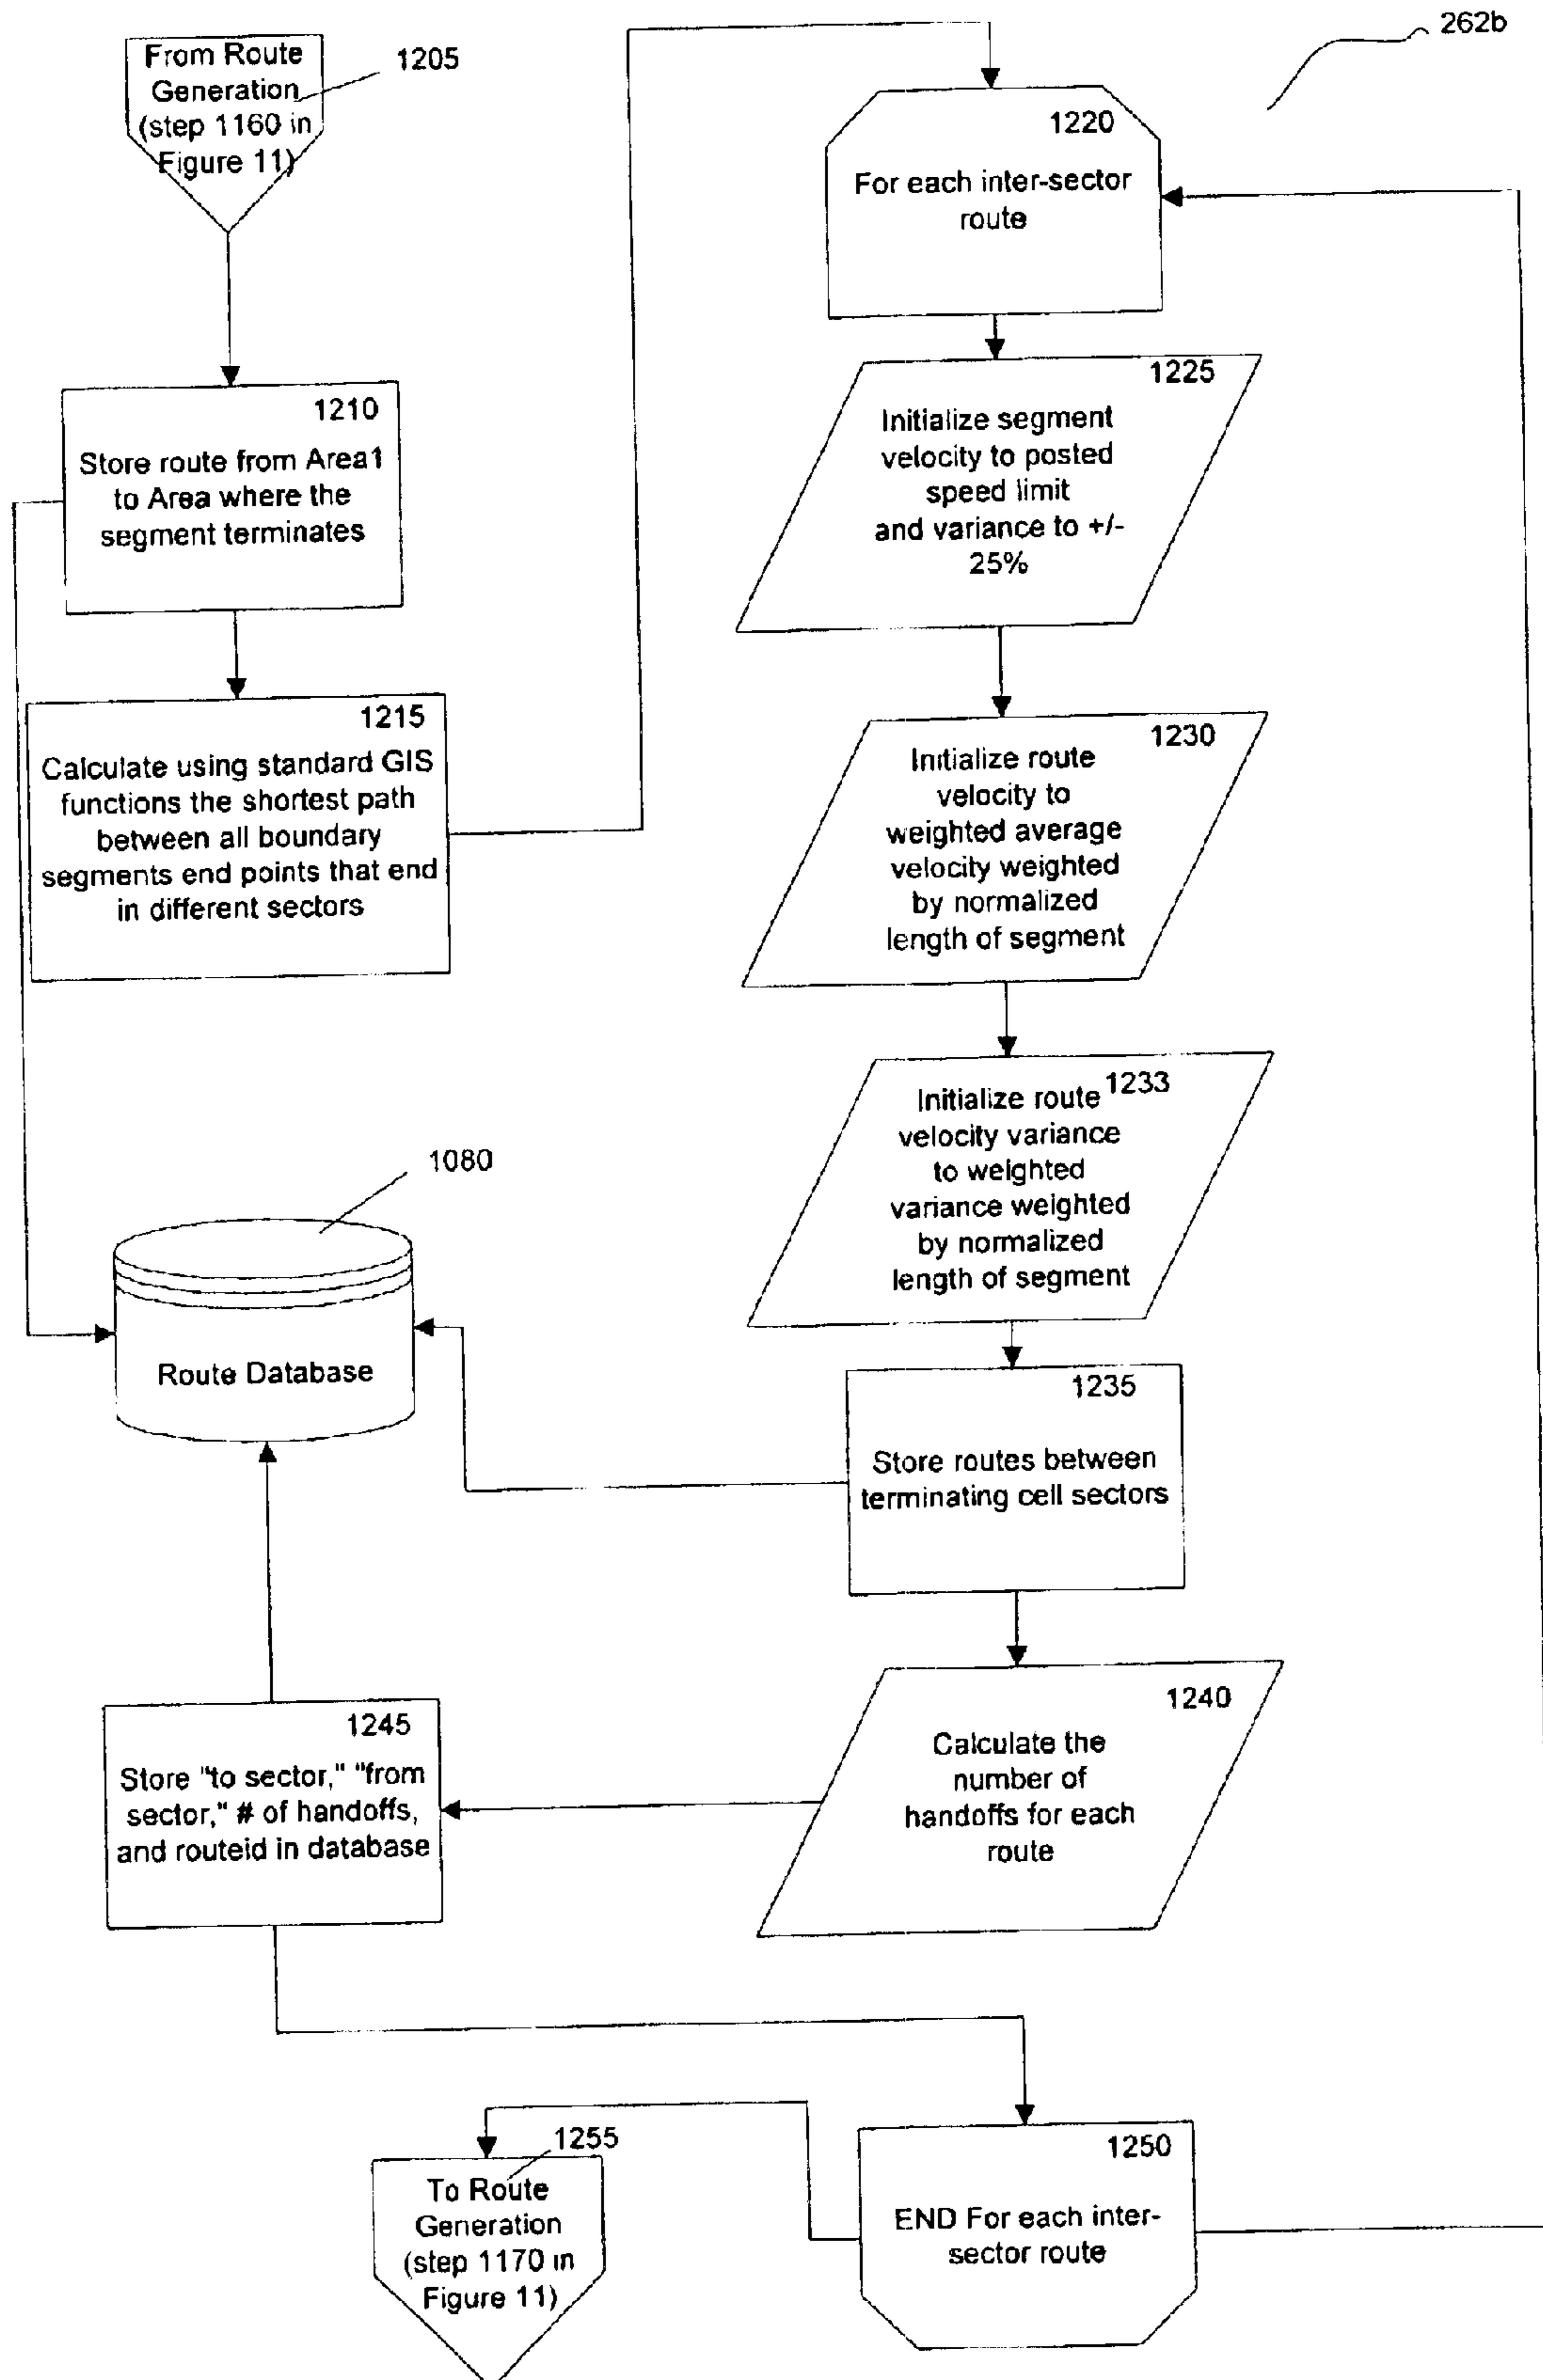 262b
From Route
Generation
(step 1160 in
Figure 11)
1205
1210
Store route from Area1
to Area where the
segment terminates
1215
Calculate using standard GIS
functions the shortest path
between all boundary
segments end points that end
in different sectors
1220
For each inter-sector
route
1225
Initialize segment
velocity to posted
speed limit
and variance to +/-
25%
1230
Initialize route
velocity to
weighted average
velocity weighted
by normalized
length of segment
1233
Initialize route
velocity variance
to weighted
variance weighted
by normalized
length of segment
1080
Route Database
1235
Store routes between
terminating cell sectors
1240
Calculate the
number of
handoffs for each
route
1245
Store "to sector," "from
sector," # of handoffs,
and routeid in database
1250
END For each inter-
sector route
1255
To Route
Generation
(step 1170 in
Figure 11)